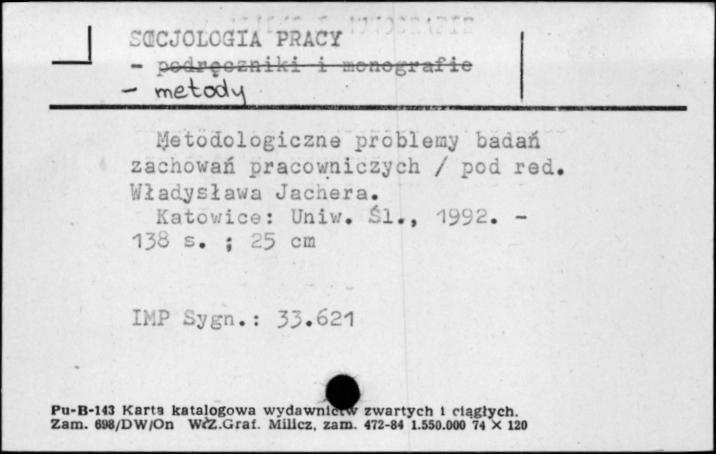 SOCJOLOGIA PRACY
- podręczniki i monografie
- metody
Metodologiczne problemy badań
zachowań pracowniczych / pod red.
Władysława Jachera.
Katowice: Uniw. Śl., 1992. -
138 s. ; 25 cm
IMP Sygn.: 33.621
Pu-B-143 Karta katalogowa wydawnictw zwartych i ciągłych.
Zam. 698/DW/On WZ.Graf. Milicz, zam. 472-84 1.550.000 74 X 120